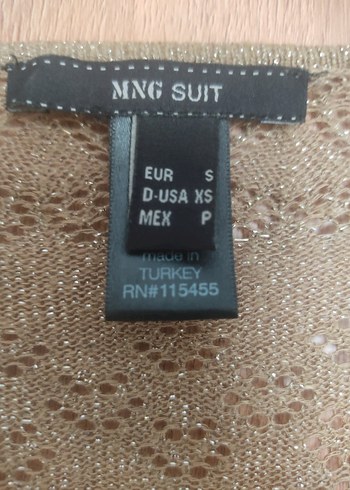 MNG SUIT
EUR S
D-USA XS
MEX P
made in
TURKEY
RN#115455